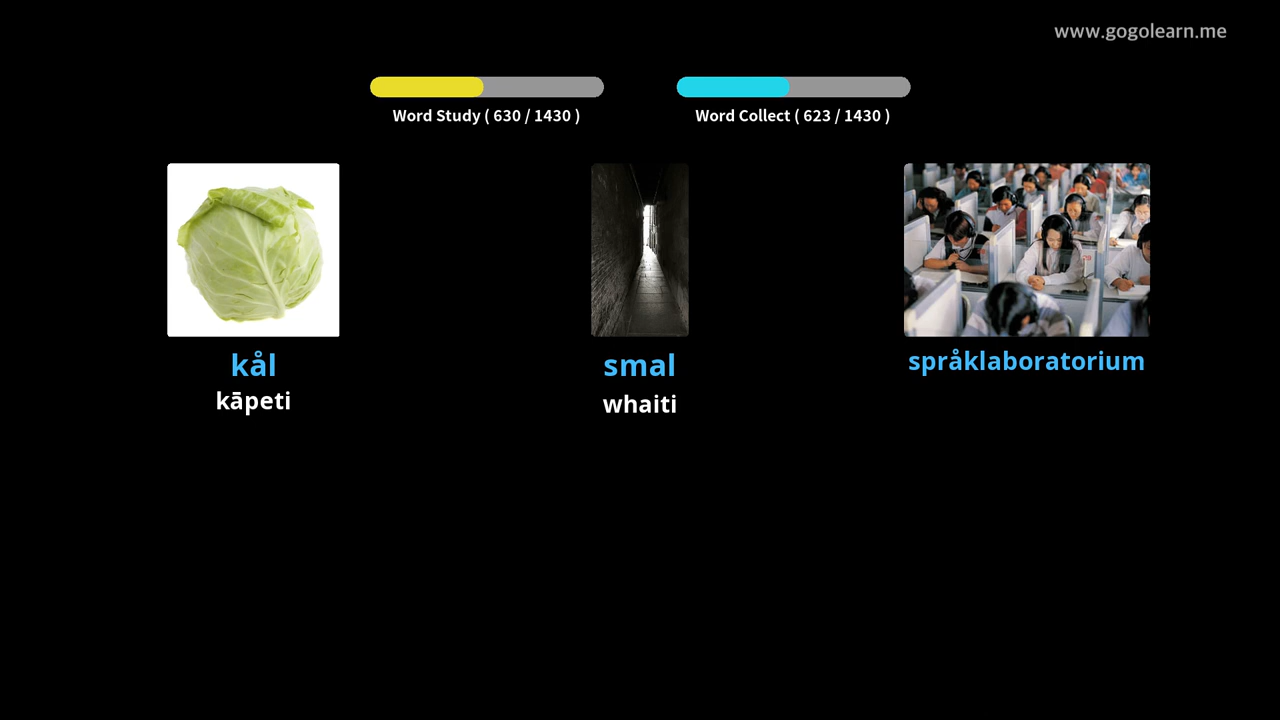 www.gogolearn.me
Word Study ( 630 / 1430 )
Word Collect ( 623 / 1430 )
kål
kāpeti
smal
whaiti
språklaboratorium